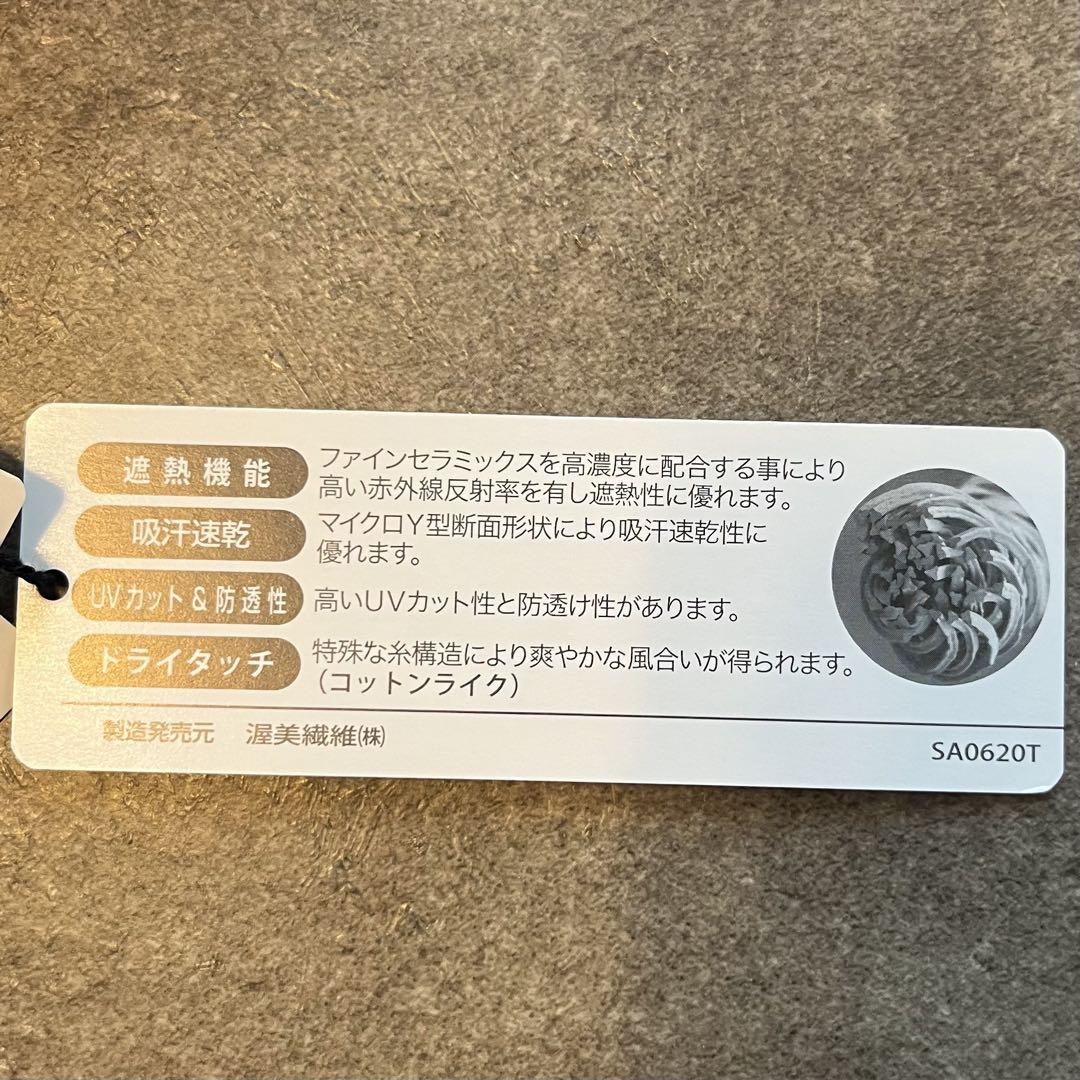 遮熱機能
ファインセラミックスを高濃度に配合する事により
高い赤外線反射率を有し遮熱性に優れます。
吸汗速乾
マイクロY型断面形状により吸汗速乾性に
優れます。
UVカット&防透性
高いUVカット性と防透け性があります。
ドライタッチ
特殊な糸構造により爽やかな風合いが得られます。
(コットンライク)
製造発売元 渥美繊維㈱
SA0620T